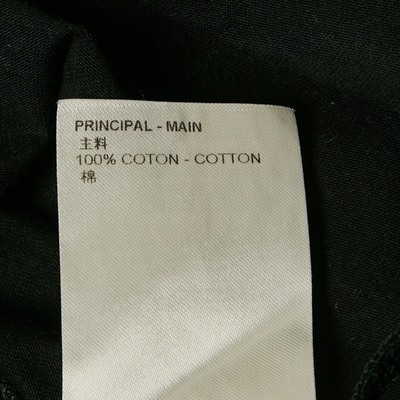 PRINCIPAL - MAIN
主料
100% COTON - COTTON
棉